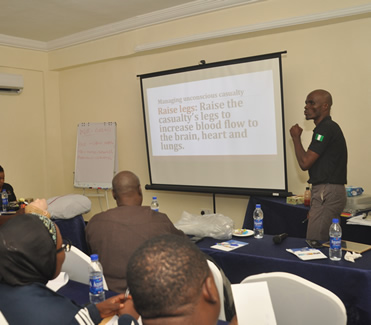 Managing unconscious casualty
Raise legs: Raise the
casualty's legs to
increase blood flow to
the brain, heart and
lungs.